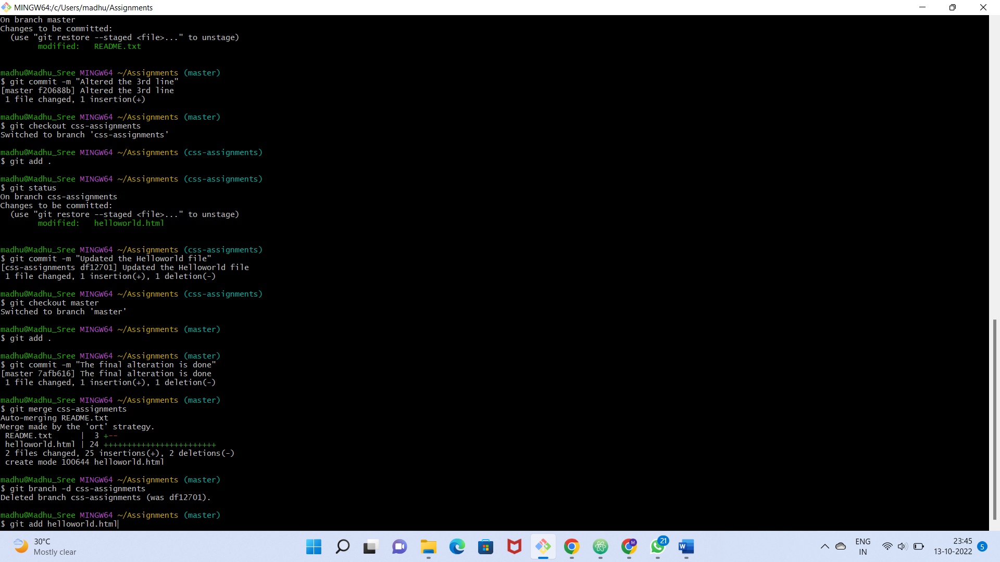 MINGW64:/c/Users/madhu/Assignments
On branch master
Changes to be committed:
  (use "git restore --staged <file>..." to unstage)
        modified:   README.txt
madhu@Madhu_Sree MINGW64 ~/Assignments (master)
$ git commit -m "Altered the 3rd line"
[master f20688b] Altered the 3rd line
 1 file changed, 1 insertion(+)
madhu@Madhu_Sree MINGW64 ~/Assignments (master)
$ git checkout css-assignments
Switched to branch 'css-assignments'
madhu@Madhu_Sree MINGW64 ~/Assignments (css-assignments)
$ git add .
madhu@Madhu_Sree MINGW64 ~/Assignments (css-assignments)
$ git status
On branch css-assignments
Changes to be committed:
  (use "git restore --staged <file>..." to unstage)
        modified:   helloworld.html
madhu@Madhu_Sree MINGW64 ~/Assignments (css-assignments)
$ git commit -m "Updated the Helloworld file"
[css-assignments df12701] Updated the Helloworld file
 1 file changed, 1 insertion(+), 1 deletion(-)
madhu@Madhu_Sree MINGW64 ~/Assignments (css-assignments)
$ git checkout master
Switched to branch 'master'
madhu@Madhu_Sree MINGW64 ~/Assignments (master)
$ git add .
madhu@Madhu_Sree MINGW64 ~/Assignments (master)
$ git commit -m "The final alteration is done"
[master 7afb616] The final alteration is done
 1 file changed, 1 insertion(+), 1 deletion(-)
madhu@Madhu_Sree MINGW64 ~/Assignments (master)
$ git merge css-assignments
Auto-merging README.txt
Merge made by the 'ort' strategy.
 README.txt      |  3 +--
 helloworld.html | 24 ++++++++++++++++++++++++
 2 files changed, 25 insertions(+), 2 deletions(-)
 create mode 100644 helloworld.html
madhu@Madhu_Sree MINGW64 ~/Assignments (master)
$ git branch -d css-assignments
Deleted branch css-assignments (was df12701).
madhu@Madhu_Sree MINGW64 ~/Assignments (master)
$ git add helloworld.html
30°C
Mostly clear
M
21
W
ENG
IN
23:45
13-10-2022
5